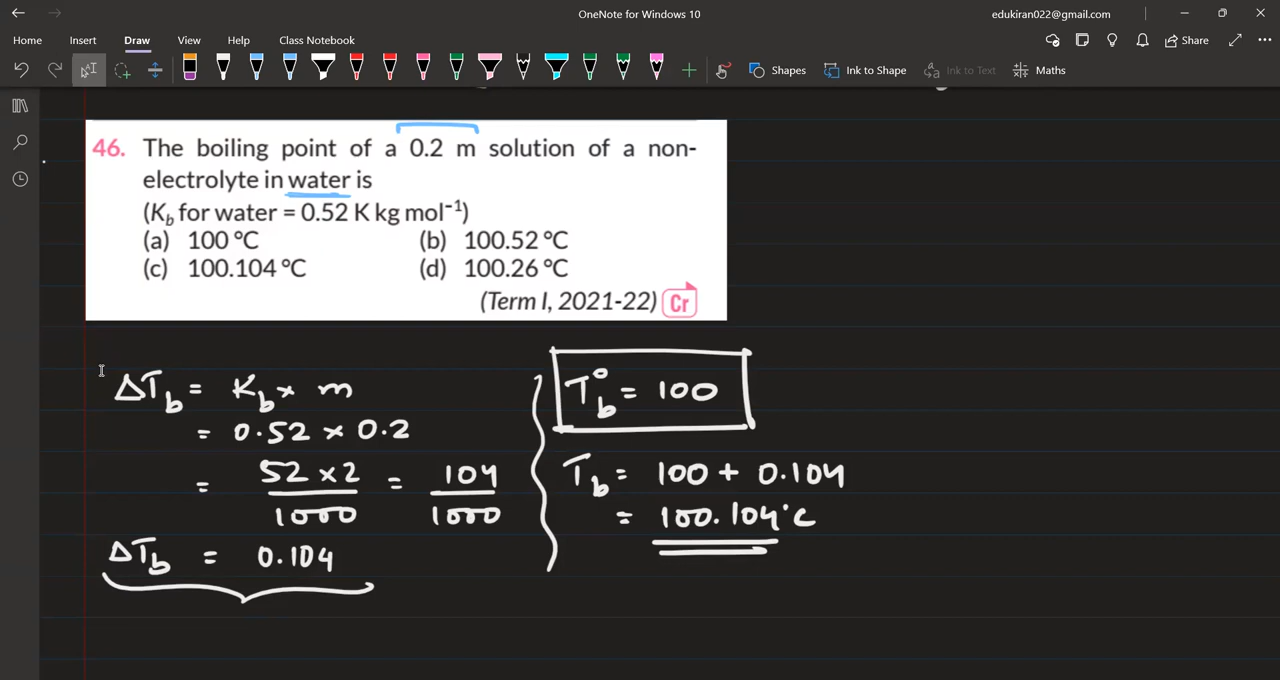 OneNote for Windows 10
edukiran022@gmail.com
Home Insert Draw View Help Class Notebook
Share
Shapes Ink to Shape Ink to Text Maths
46. The boiling point of a 0.2 m solution of a non-
electrolyte in water is
(K_b for water = 0.52 K kg mol⁻¹)
(a) 100 °C (b) 100.52 °C
(c) 100.104 °C (d) 100.26 °C
(Term I, 2021-22) Cr
ΔT_b = K_b × m
= 0.52 × 0.2
= 52 × 2 / 1000 = 104 / 1000
ΔT_b = 0.104
T°_b = 100
T_b = 100 + 0.104
= 100.104°C